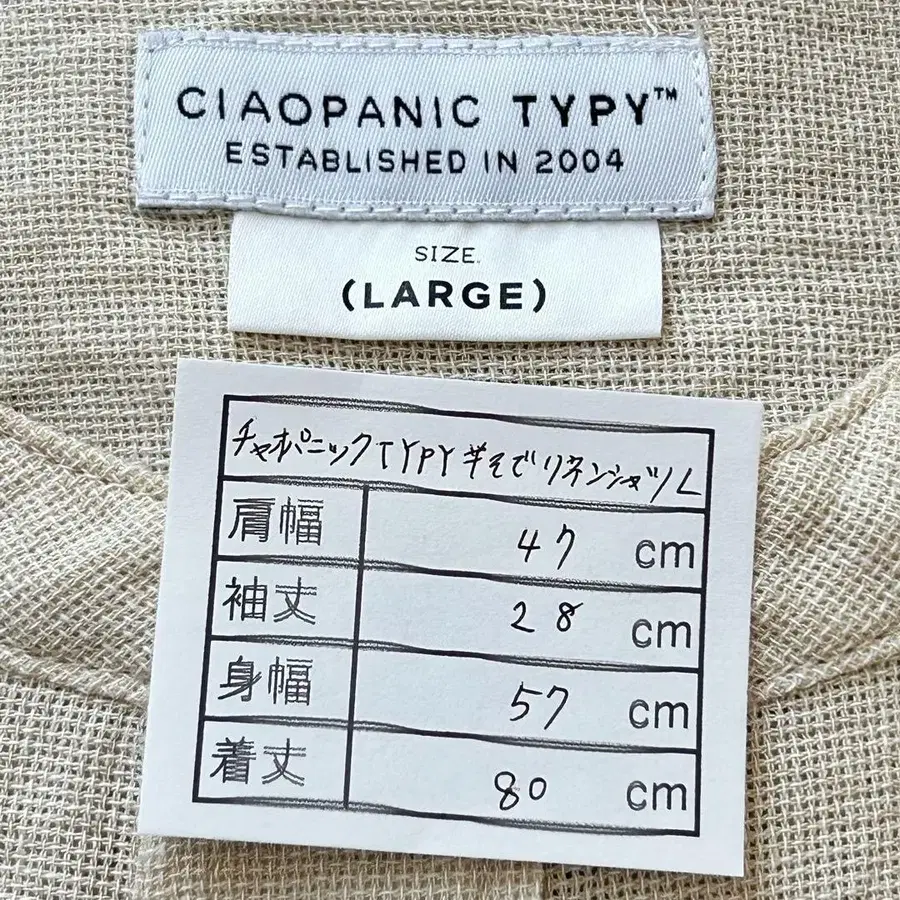 CIAOPANIC TYPY™
ESTABLISHED IN 2004
SIZE
(LARGE)
チャオパニックTYPY 半そでリネンシャツL
肩幅 47 cm
袖丈 28 cm
身幅 57 cm
着丈 80 cm